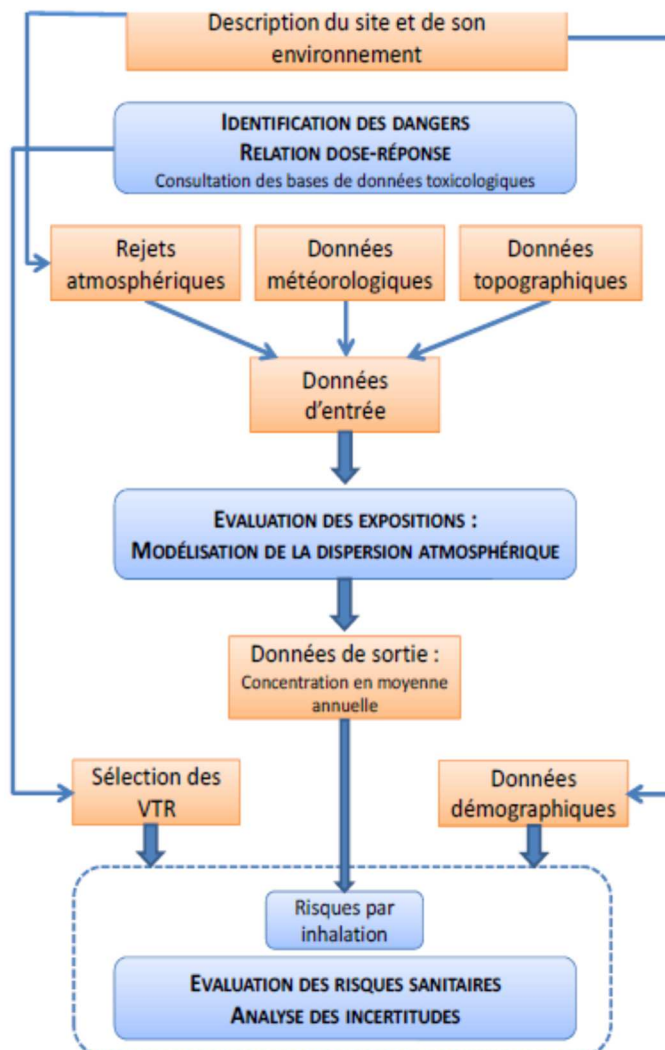 Description du site et de son
environnement
IDENTIFICATION DES DANGERS
RELATION DOSE-RÉPONSE
Consultation des bases de données toxicologiques
Rejets
atmosphériques
Données
météorologiques
Données
topographiques
Données
d'entrée
EVALUATION DES EXPOSITIONS :
MODÉLISATION DE LA DISPERSION ATMOSPHÉRIQUE
Données de sortie :
Concentration en moyenne
annuelle
Sélection des
VTR
Données
démographiques
Risques par
inhalation
EVALUATION DES RISQUES SANITAIRES
ANALYSE DES INCERTITUDES